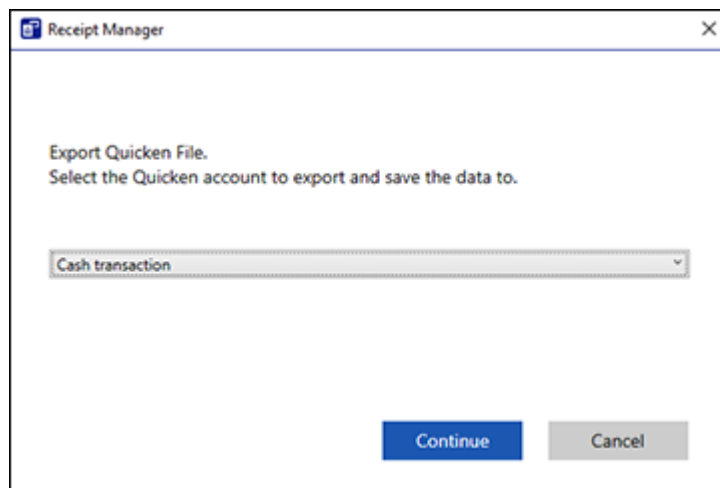 Receipt Manager
Export Quicken File.
Select the Quicken account to export and save the data to.
Cash transaction
Continue
Cancel